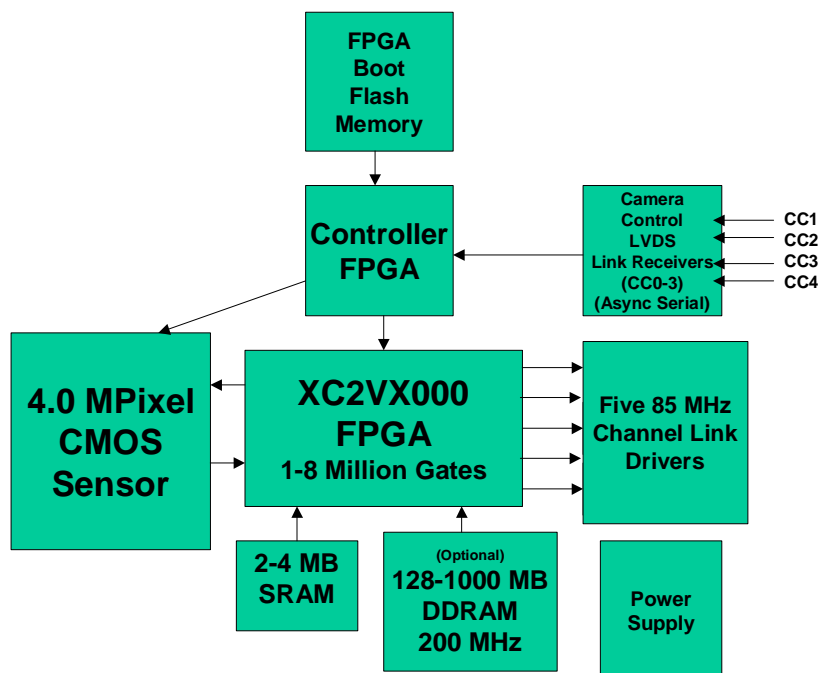 FPGA
Boot
Flash
Memory
Controller
FPGA
Camera
Control
LVDS
Link Receivers
(CC0-3)
(Async Serial)
CC1
CC2
CC3
CC4
4.0 MPixel
CMOS
Sensor
XC2VX000
FPGA
1-8 Million Gates
Five 85 MHz
Channel Link
Drivers
2-4 MB
SRAM
(Optional)
128-1000 MB
DDRAM
200 MHz
Power
Supply